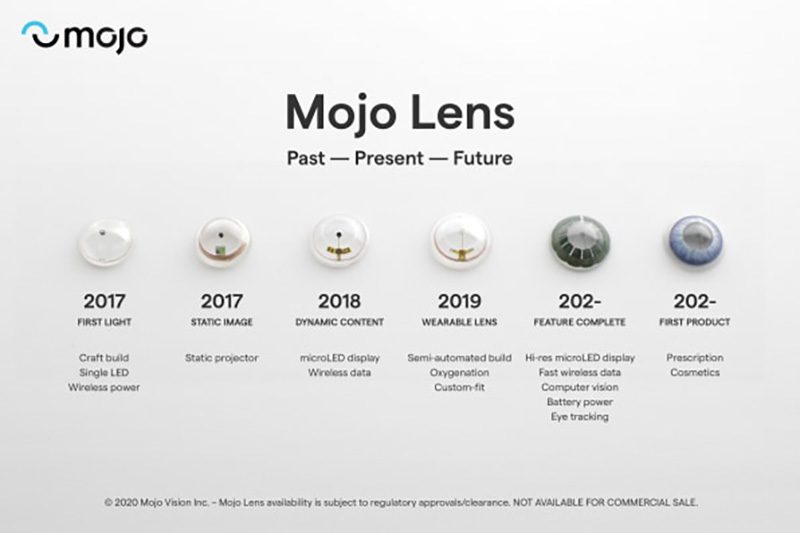 mojo
Mojo Lens
Past — Present — Future
2017
FIRST LIGHT
Craft build
Single LED
Wireless power
2017
STATIC IMAGE
Static projector
2018
DYNAMIC CONTENT
microLED display
Wireless data
2019
WEARABLE LENS
Semi-automated build
Oxygenation
Custom-fit
202-
FEATURE COMPLETE
Hi-res microLED display
Fast wireless data
Computer vision
Battery power
Eye tracking
202-
FIRST PRODUCT
Prescription
Cosmetics
© 2020 Mojo Vision Inc. – Mojo Lens availability is subject to regulatory approvals/clearance. NOT AVAILABLE FOR COMMERCIAL SALE.